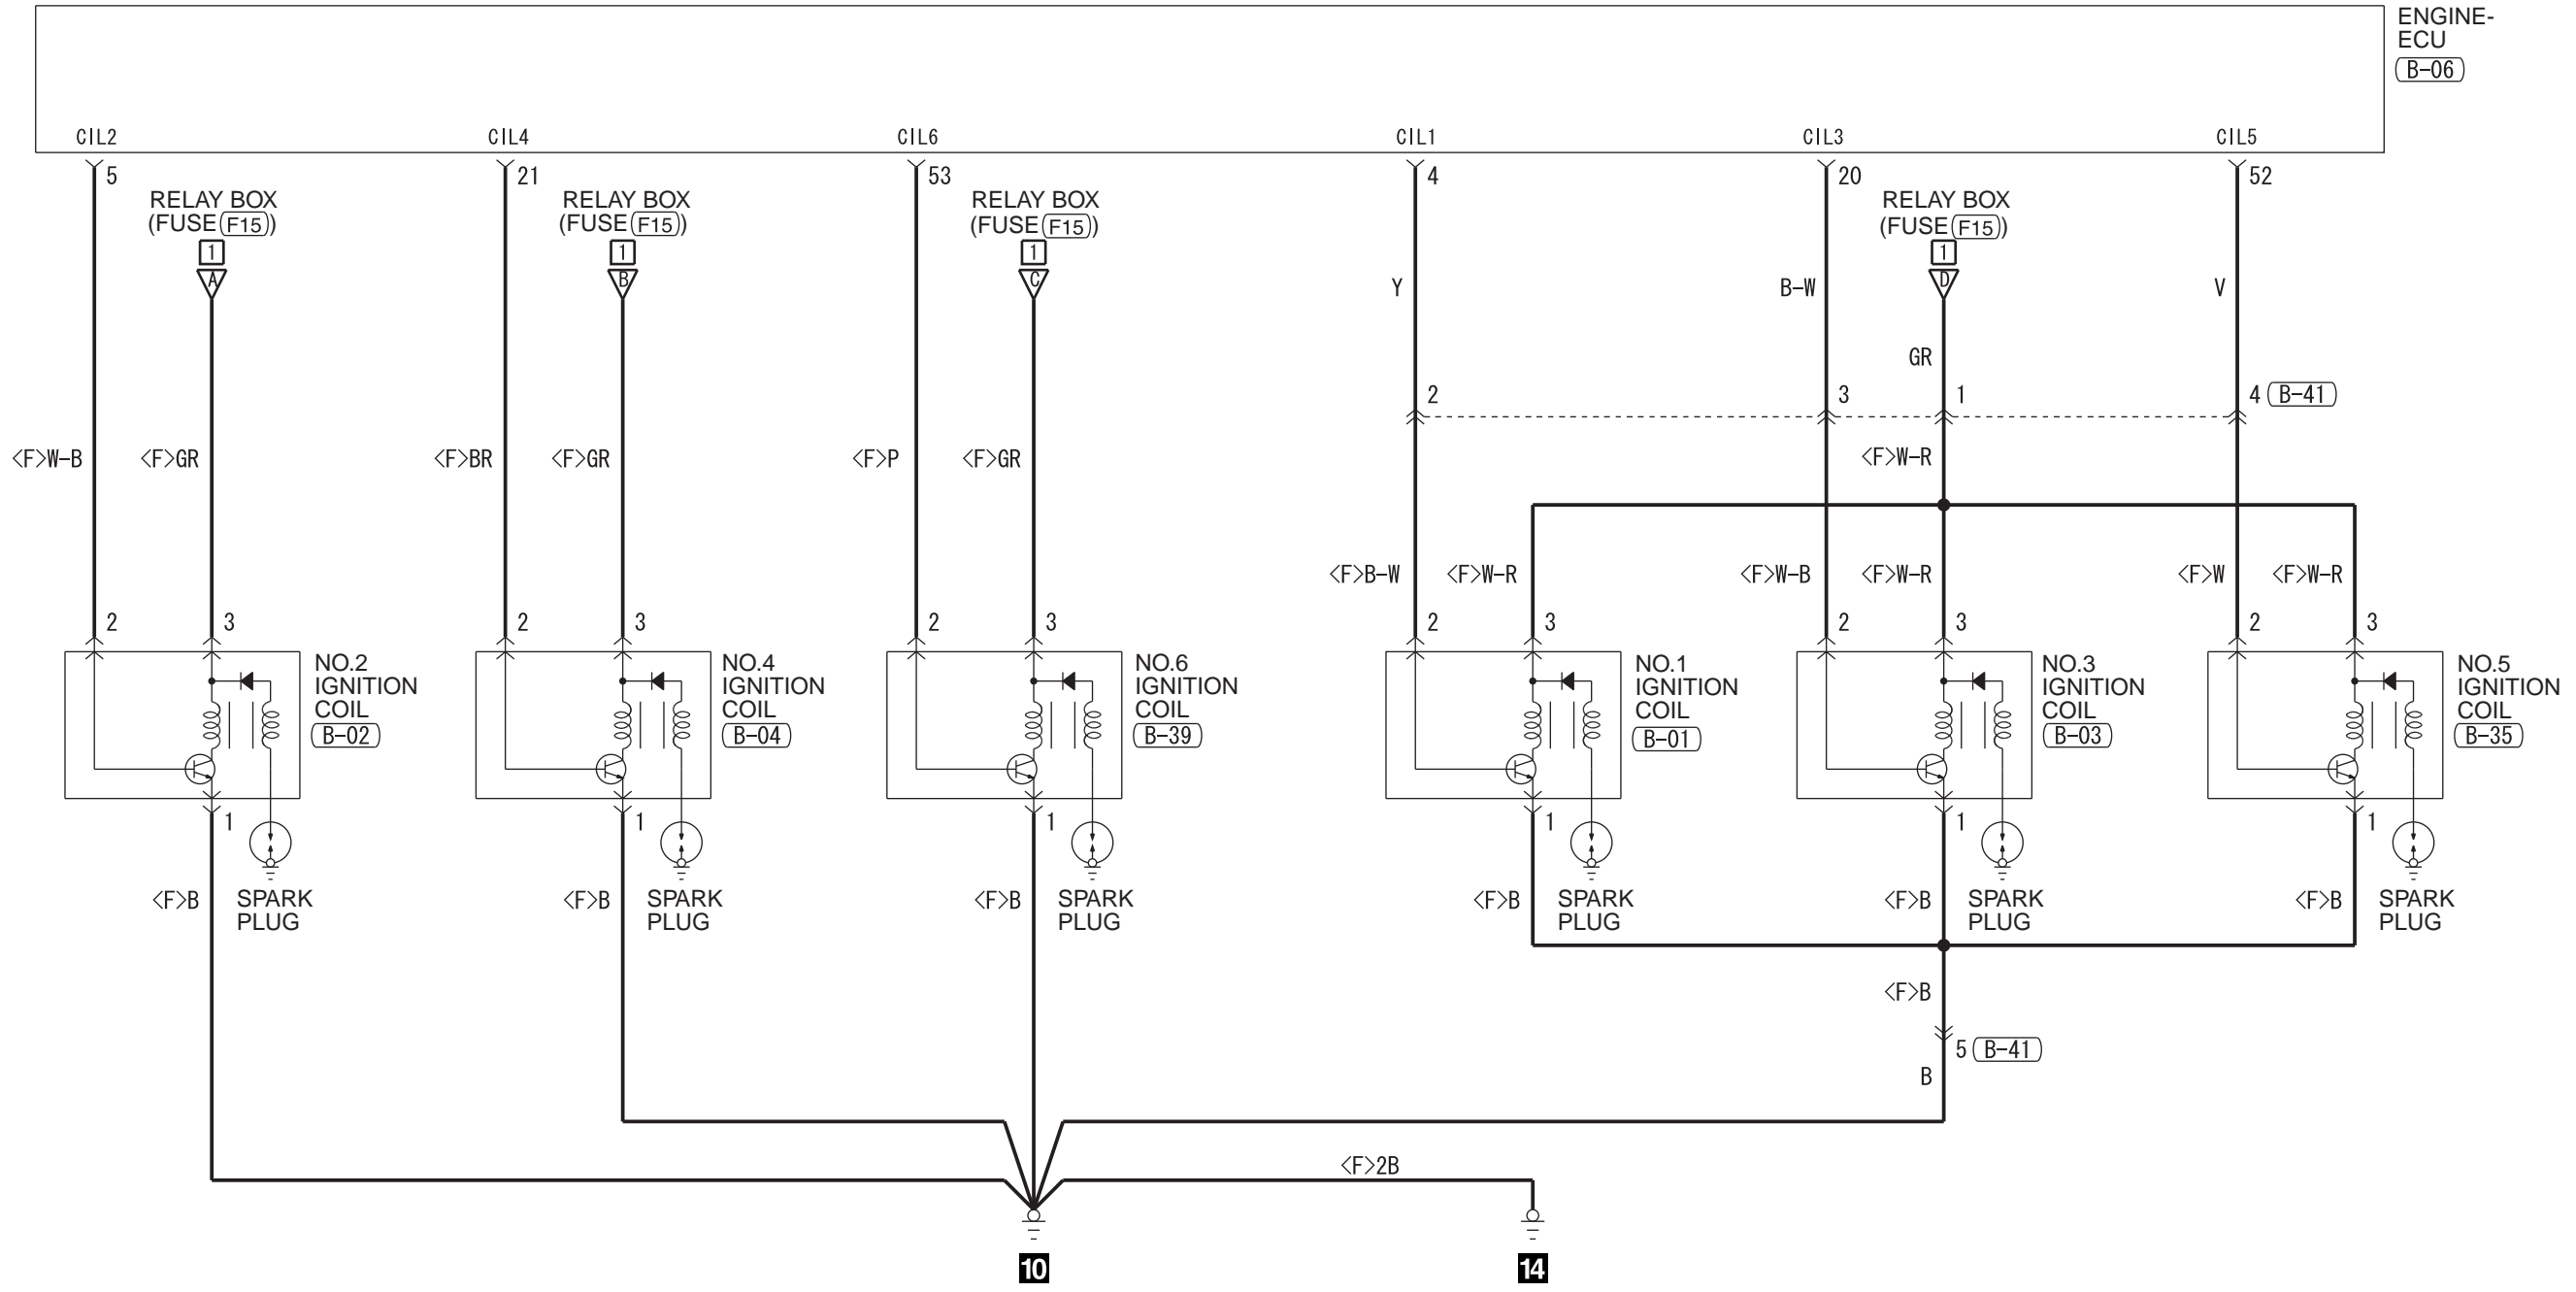 ENGINE-
ECU
B-06
CIL2
CIL4
CIL6
CIL1
CIL3
CIL5
5
21
53
4
20
52
RELAY BOX
(FUSE F15)
1
A
RELAY BOX
(FUSE F15)
1
B
RELAY BOX
(FUSE F15)
1
C
RELAY BOX
(FUSE F15)
1
D
Y
B-W
V
GR
2
3
1
4 B-41
<F>W-B
<F>GR
<F>BR
<F>GR
<F>P
<F>GR
<F>W-R
<F>B-W
<F>W-R
<F>W-B
<F>W-R
<F>W
<F>W-R
2
3
2
3
2
3
2
3
2
3
2
3
NO.2
IGNITION
COIL
B-02
NO.4
IGNITION
COIL
B-04
NO.6
IGNITION
COIL
B-39
NO.1
IGNITION
COIL
B-01
NO.3
IGNITION
COIL
B-03
NO.5
IGNITION
COIL
B-35
1
1
1
1
1
1
<F>B
SPARK
PLUG
<F>B
SPARK
PLUG
<F>B
SPARK
PLUG
<F>B
SPARK
PLUG
<F>B
SPARK
PLUG
<F>B
SPARK
PLUG
<F>B
5 B-41
B
<F>2B
10
14